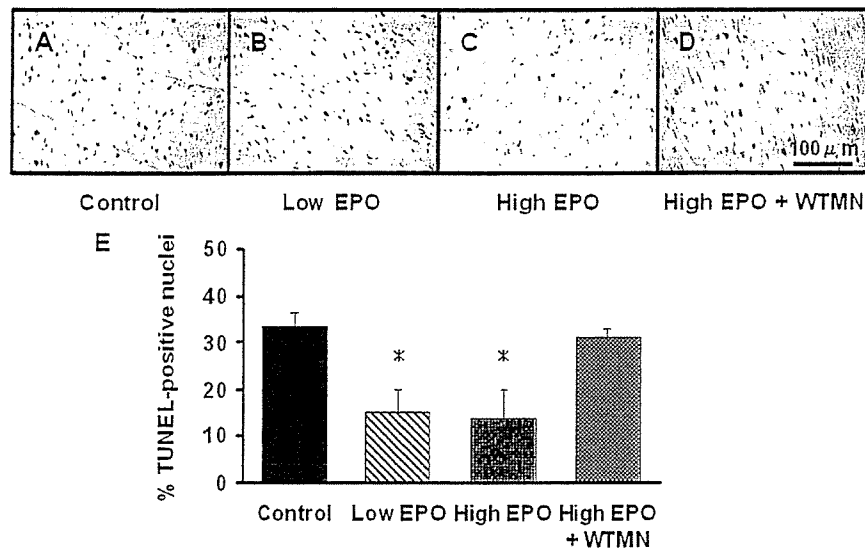 A B C D
100 μm
Control Low EPO High EPO High EPO + WTMN
E
% TUNEL-positive nuclei
50
40
30
20
10
0
* *
Control Low EPO High EPO High EPO
+ WTMN